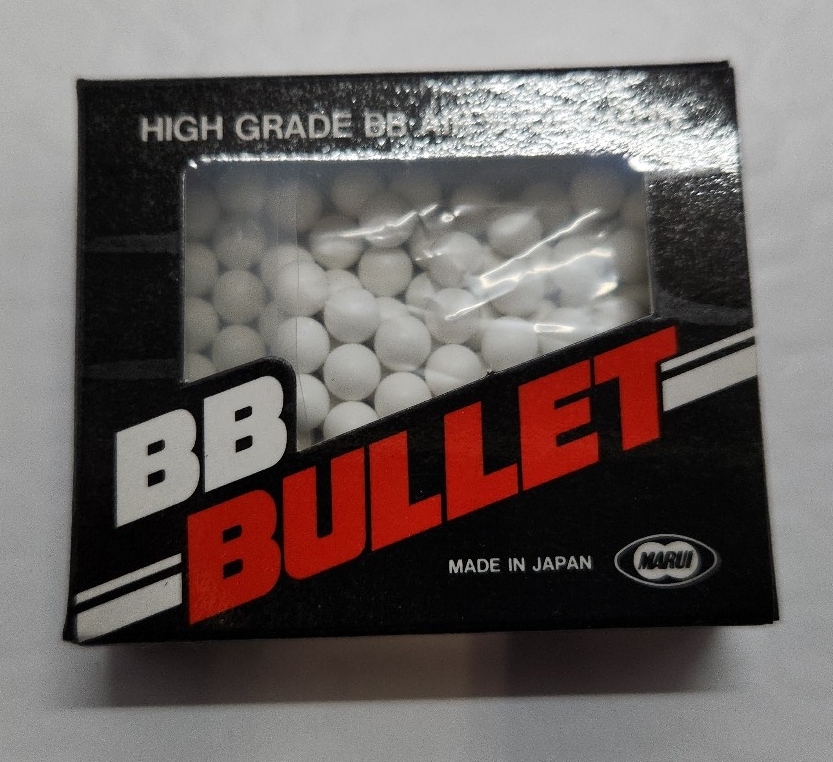 HIGH GRADE BB
BB
BULLET
MADE IN JAPAN
MARUI